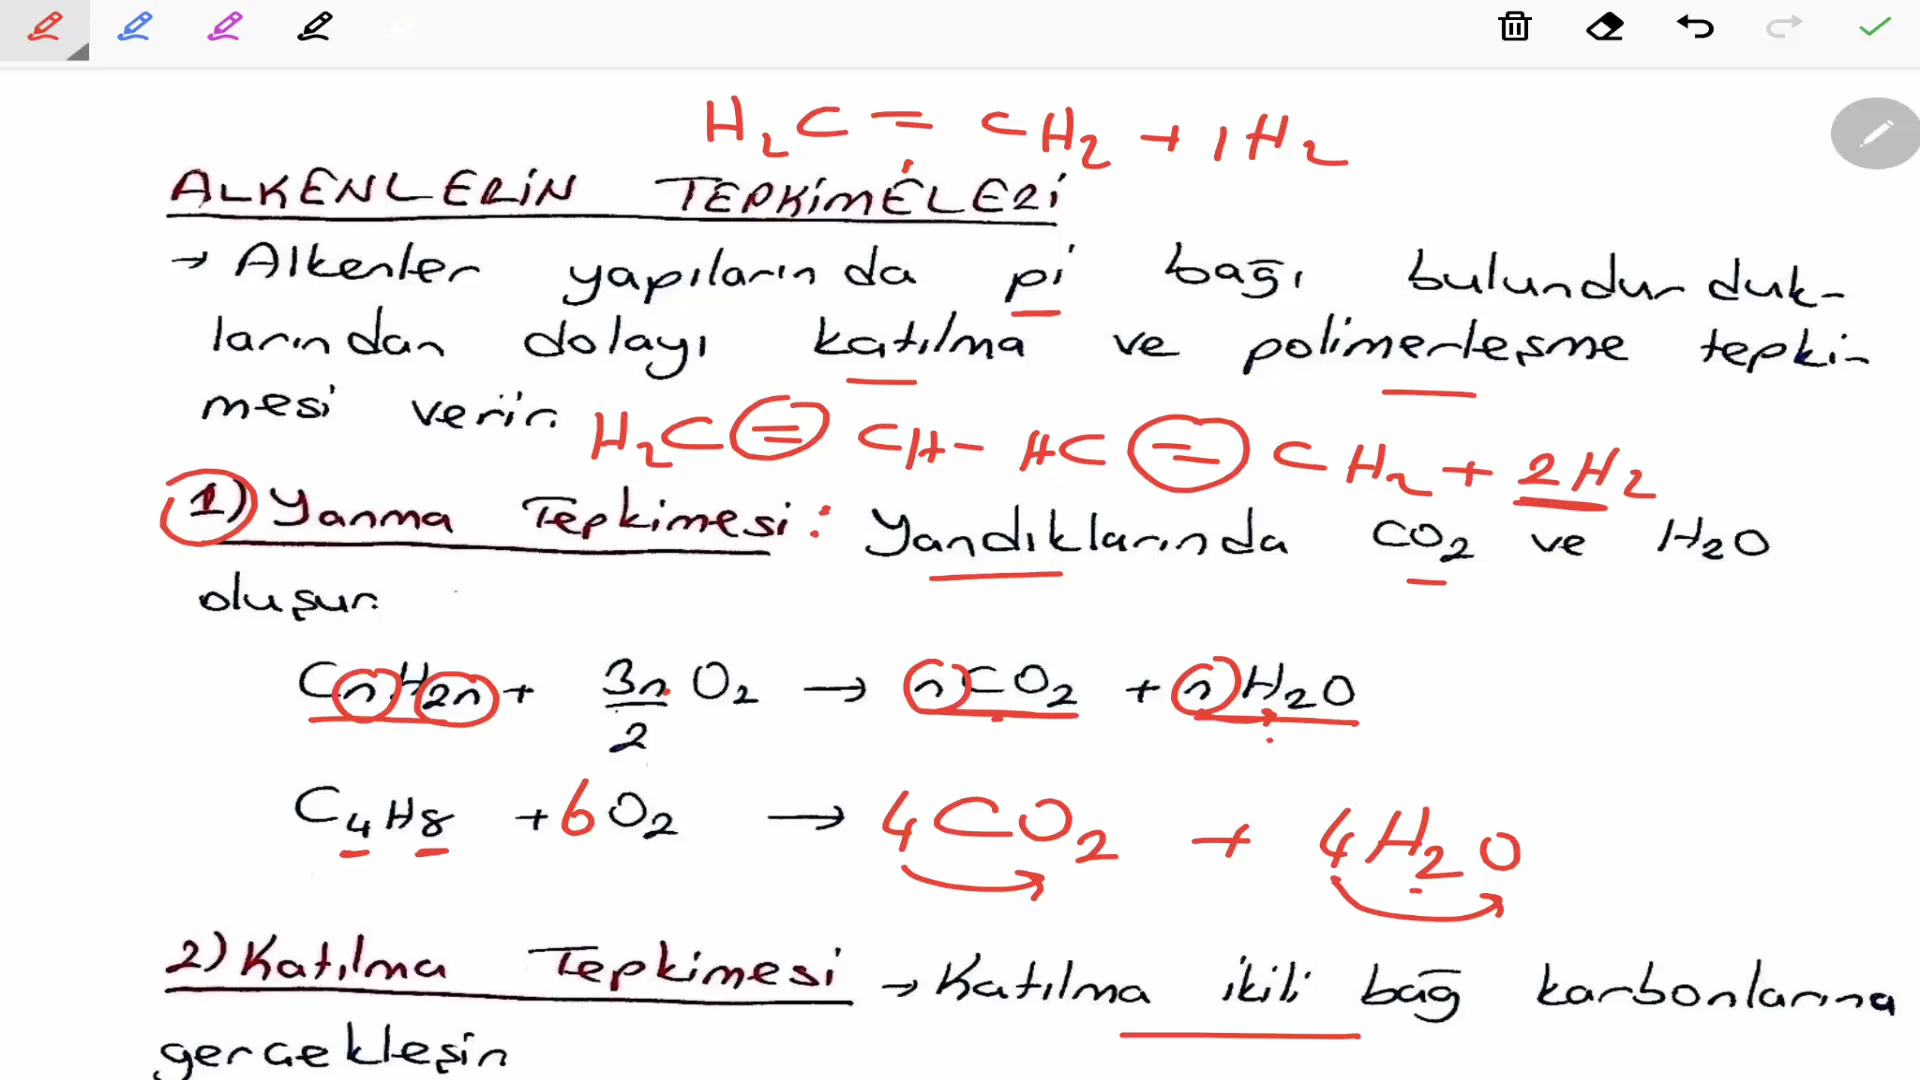 H₂C = CH₂ + 1H₂
ALKENLERİN TEPKİMELERİ
→ Alkenler yapılarında pi bağı bulunduruk-
larından dolayı katılma ve polimerleşme tepki-
mesi verir.
H₂C = CH - HC = CH₂ + 2H₂
1) Yanma Tepkimesi: Yandıklarında CO₂ ve H₂O
oluşur.
CnH2n + 3n/2 O₂ → nCO₂ + nH₂O
C₄H₈ + 6O₂ → 4CO₂ + 4H₂O
2) Katılma Tepkimesi → Katılma ikili bağ karbonlarına
gerçekleşir